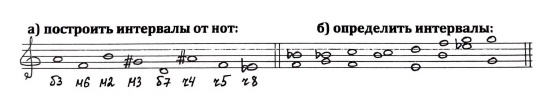 а) построить интервалы от нот: б) определить интервалы:
б3 м6 м2 м3 б7 ч4 ч5 ч8